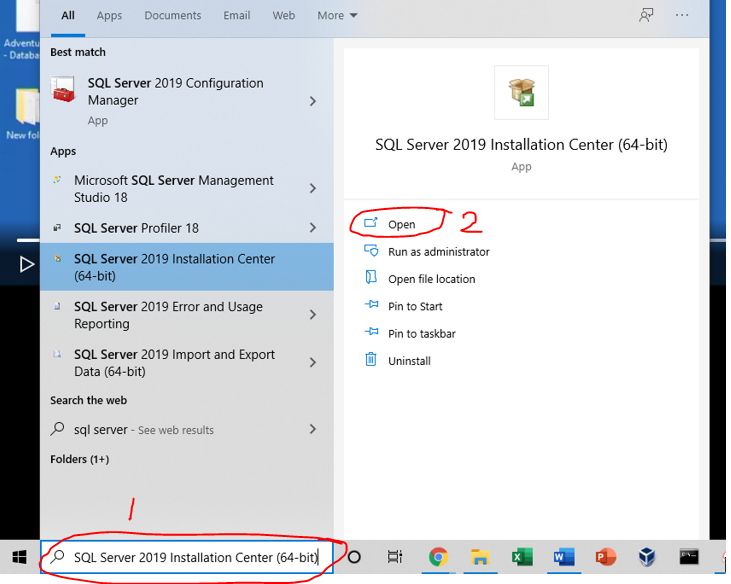 All Apps Documents Email Web More
Adventu
- Databa
New fol
Best match
SQL Server 2019 Configuration
Manager
App
Apps
Microsoft SQL Server Management
Studio 18
SQL Server Profiler 18
SQL Server 2019 Installation Center
(64-bit)
SQL Server 2019 Error and Usage
Reporting
SQL Server 2019 Import and Export
Data (64-bit)
Search the web
sql server - See web results
Folders (1+)
SQL Server 2019 Installation Center (64-bit)
App
Open 2
Run as administrator
Open file location
Pin to Start
Pin to taskbar
Uninstall
1
SQL Server 2019 Installation Center (64-bit)